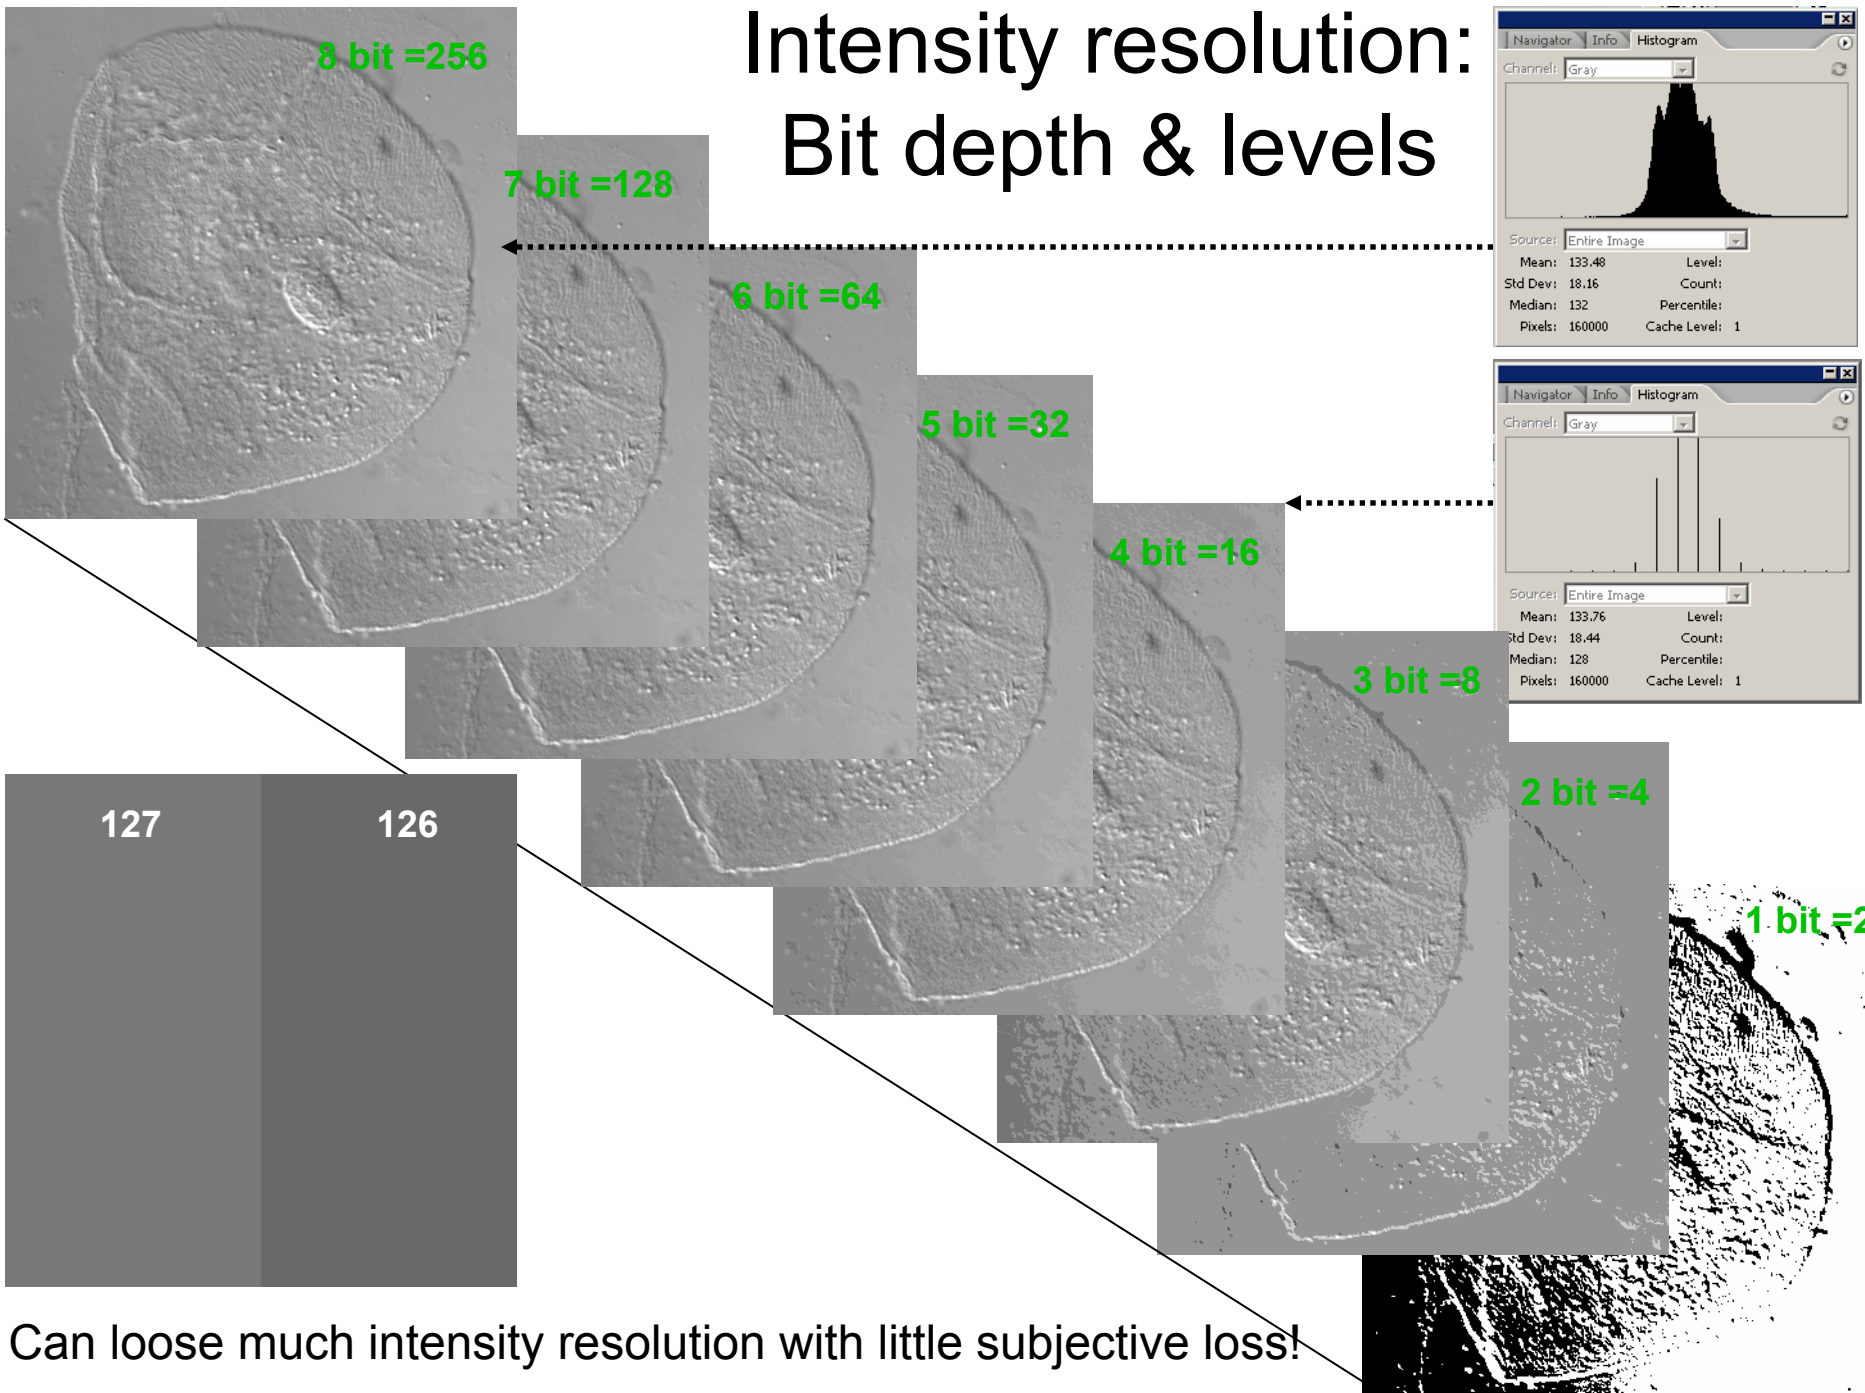 Intensity resolution:
Bit depth & levels
8 bit =256
7 bit =128
6 bit =64
5 bit =32
4 bit =16
3 bit =8
2 bit =4
1 bit =2
Navigator Info Histogram
Channel: Gray
Source: Entire Image
Mean: 133.48 Level:
Std Dev: 18.16 Count:
Median: 132 Percentile:
Pixels: 160000 Cache Level: 1
Navigator Info Histogram
Channel: Gray
Source: Entire Image
Mean: 133.76 Level:
Std Dev: 18.44 Count:
Median: 128 Percentile:
Pixels: 160000 Cache Level: 1
127 126
Can loose much intensity resolution with little subjective loss!